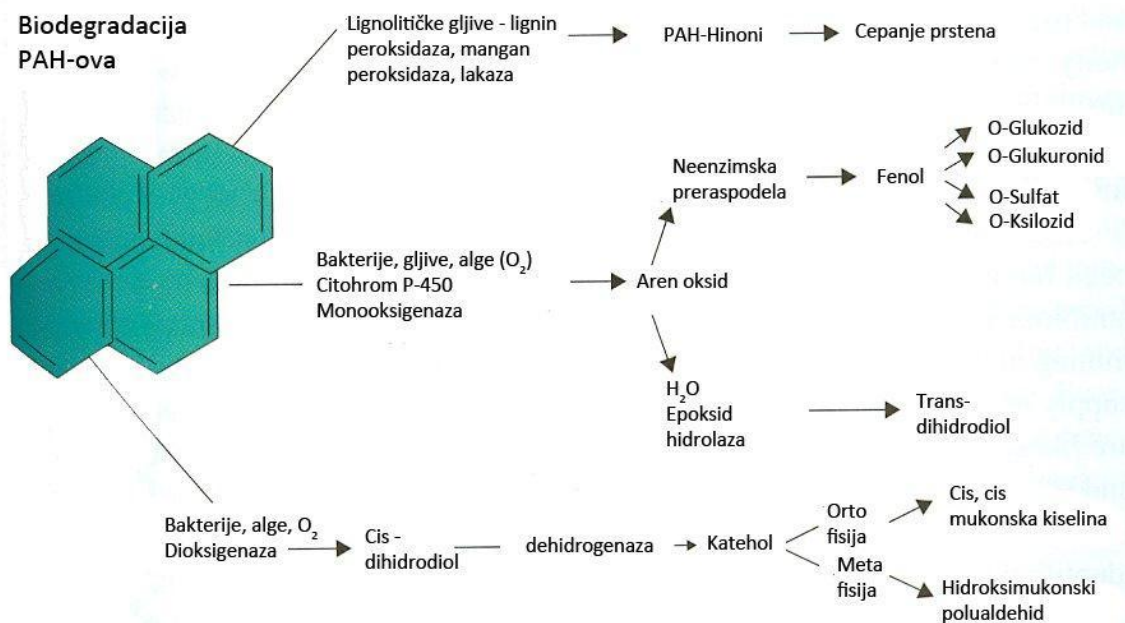 Biodegradacija
PAH-ova
Lignolitičke gljive - lignin
peroksidaza, mangan
peroksidaza, lakaza
PAH-Hinoni
Cepanje prstena
Neenzimska
preraspodela
Fenol
O-Glukozid
O-Glukuronid
O-Sulfat
O-Ksilozid
Bakterije, gljive, alge (O₂)
Citohrom P-450
Monooksigenaza
Aren oksid
H₂O
Epoksid
hidrolaza
Trans-
dihidrodiol
Bakterije, alge, O₂
Dioksigenaza
Cis -
dihidrodiol
dehidrogenaza
Katehol
Orto
fisija
Cis, cis
mukonska kiselina
Meta
fisija
Hidroksimukonski
polualdehid